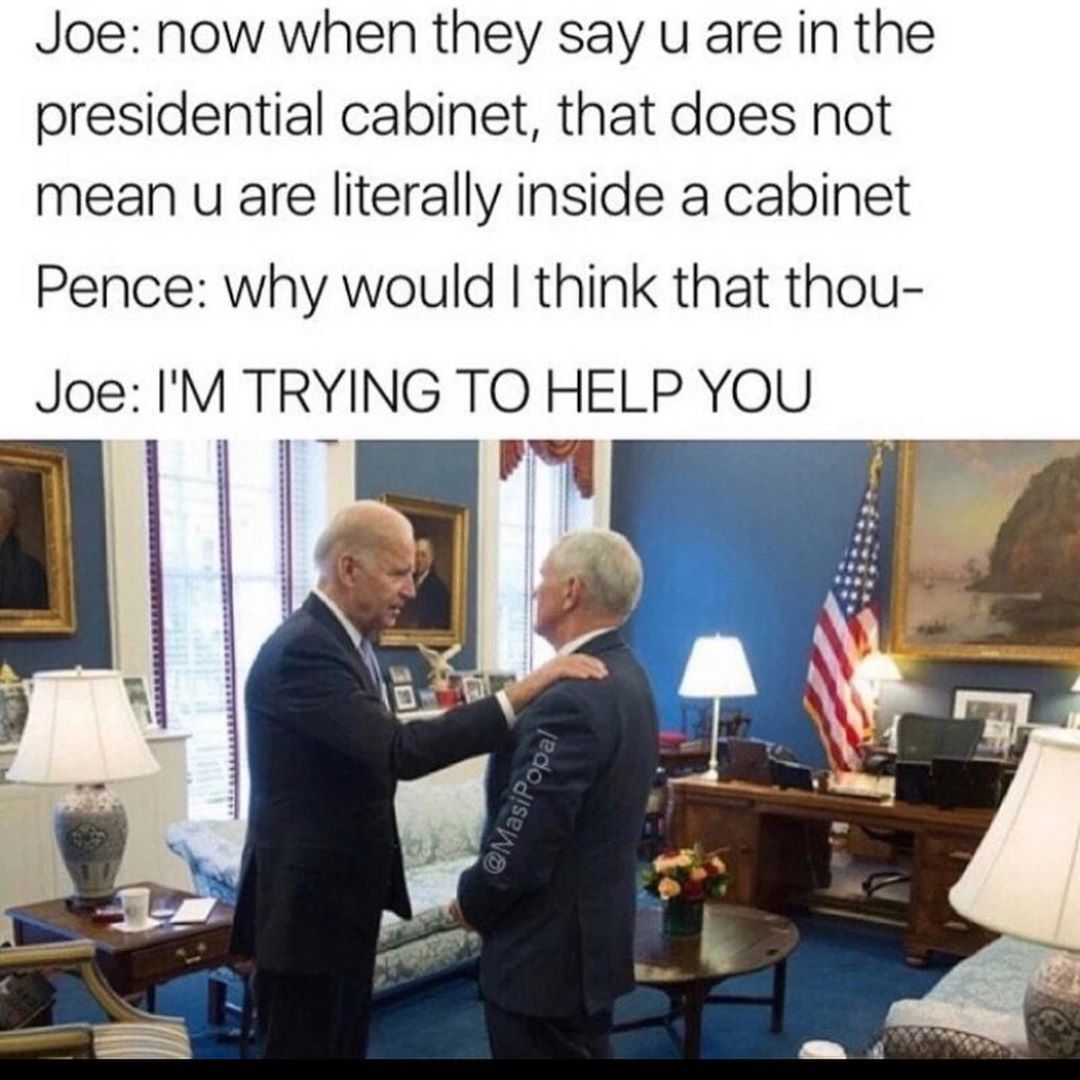 Joe: now when they say u are in the
presidential cabinet, that does not
mean u are literally inside a cabinet
Pence: why would I think that thou-
Joe: I'M TRYING TO HELP YOU
@MasiPopal